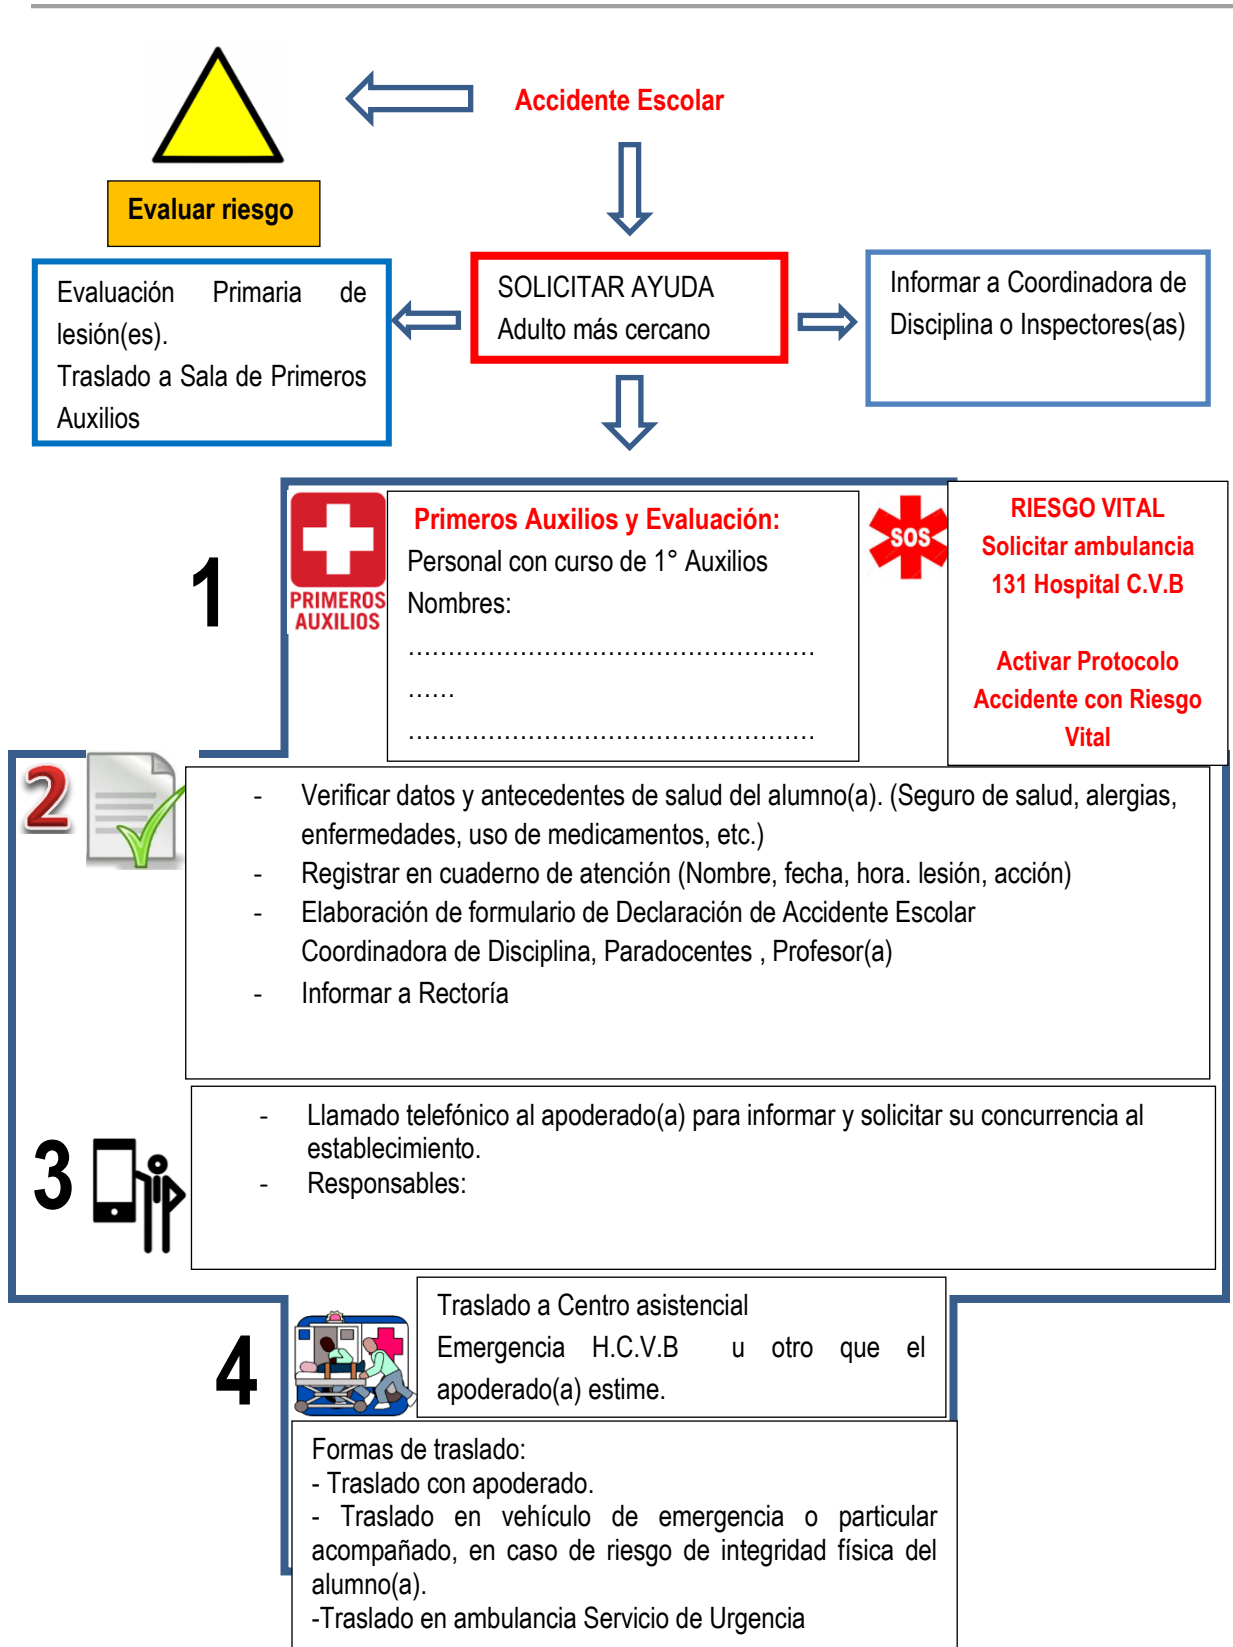 Accidente Escolar
Evaluar riesgo
Evaluación Primaria de
lesión(es).
Traslado a Sala de Primeros
Auxilios
SOLICITAR AYUDA
Adulto más cercano
Informar a Coordinadora de
Disciplina o Inspectores(as)
1
PRIMEROS
AUXILIOS
Primeros Auxilios y Evaluación:
Personal con curso de 1° Auxilios
Nombres:
……………………………………………
……
……………………………………………
SOS
RIESGO VITAL
Solicitar ambulancia
131 Hospital C.V.B
Activar Protocolo
Accidente con Riesgo
Vital
2
- Verificar datos y antecedentes de salud del alumno(a). (Seguro de salud, alergias,
enfermedades, uso de medicamentos, etc.)
- Registrar en cuaderno de atención (Nombre, fecha, hora. lesión, acción)
- Elaboración de formulario de Declaración de Accidente Escolar
Coordinadora de Disciplina, Paradocentes , Profesor(a)
- Informar a Rectoría
3
- Llamado telefónico al apoderado(a) para informar y solicitar su concurrencia al
establecimiento.
- Responsables:
4
Traslado a Centro asistencial
Emergencia H.C.V.B u otro que el
apoderado(a) estime.
Formas de traslado:
- Traslado con apoderado.
- Traslado en vehículo de emergencia o particular
acompañado, en caso de riesgo de integridad física del
alumno(a).
-Traslado en ambulancia Servicio de Urgencia